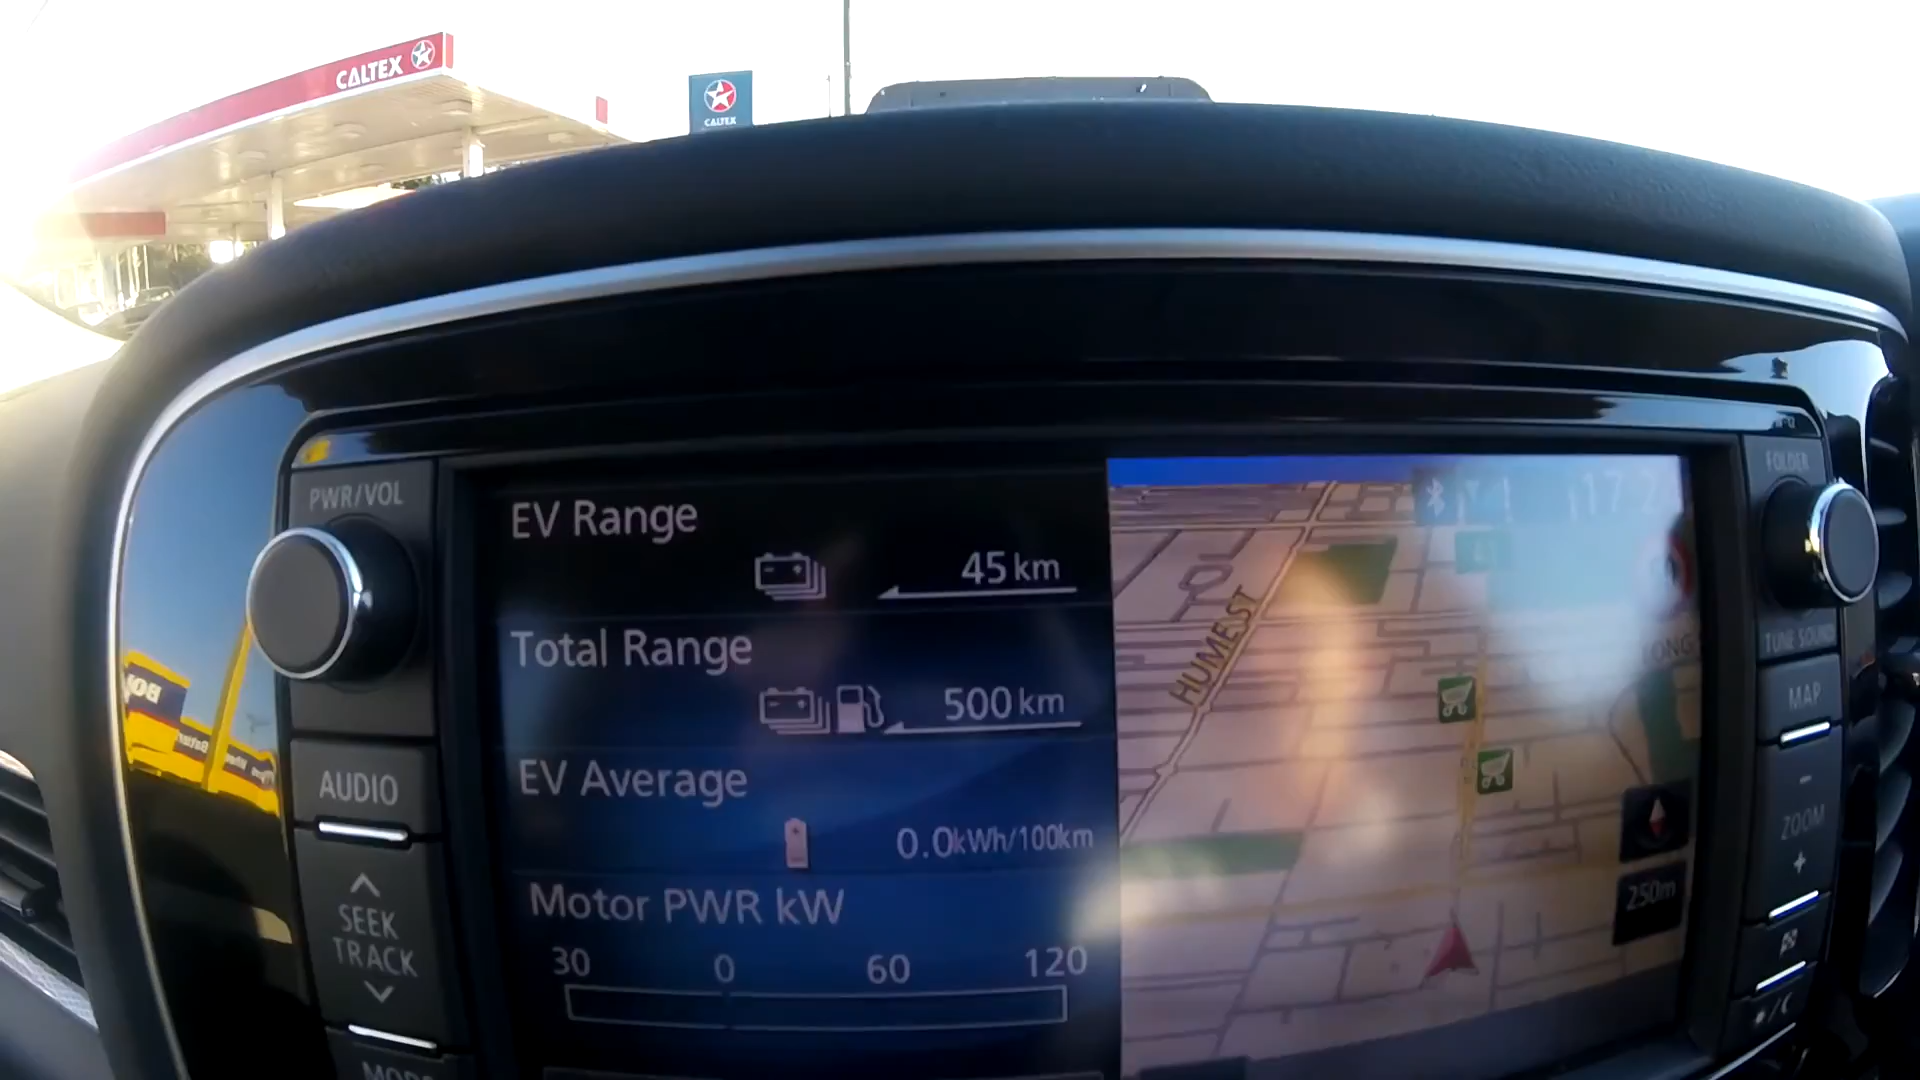 CALTEX
CALTEX
PWR/VOL
AUDIO
SEEK
TRACK
EV Range
45 km
Total Range
500 km
EV Average
0.0kWh/100km
Motor PWR kW
30 0 60 120
HUME ST
250m
FOLDER
TUNE SOUND
MAP
-
ZOOM
+